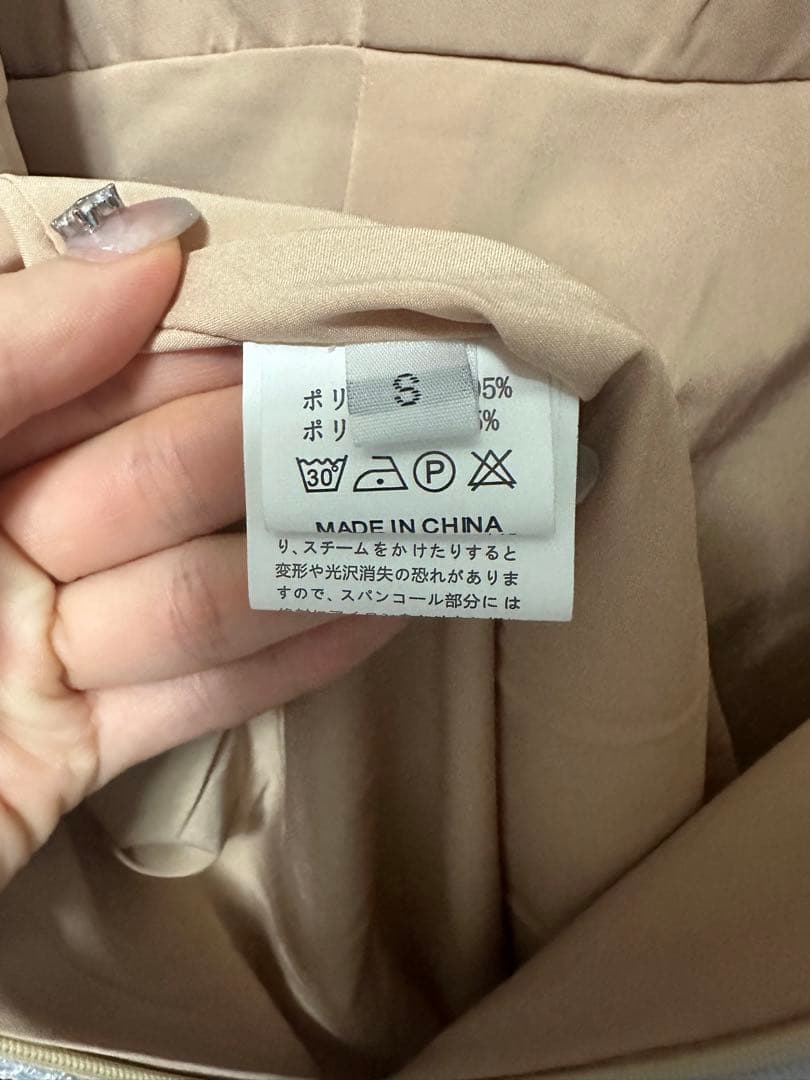 S
ポリ 95%
ポリ 5%
30
P
MADE IN CHINA
り、スチームをかけたりすると
変形や光沢消失の恐れがありま
すので、スパンコール部分には